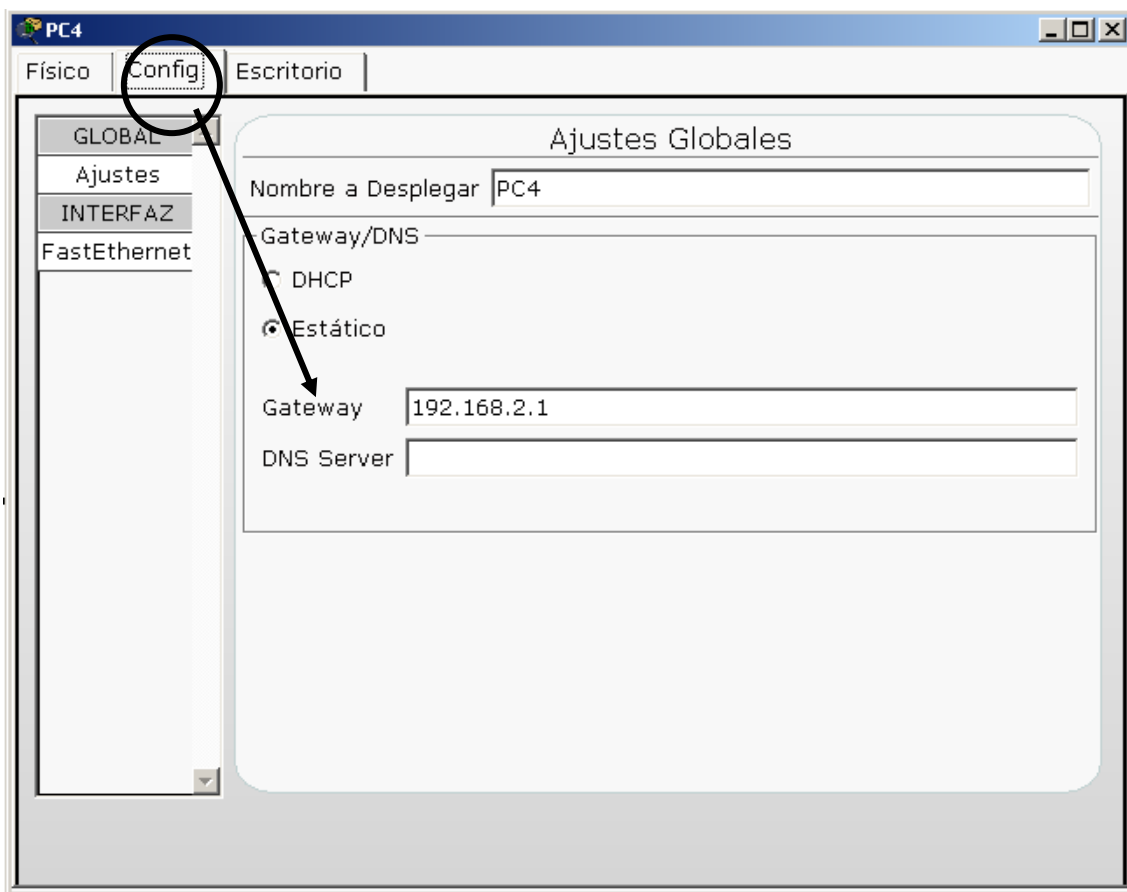 PC4
Físico Config Escritorio
GLOBAL
Ajustes
INTERFAZ
FastEthernet
Ajustes Globales
Nombre a Desplegar PC4
Gateway/DNS
DHCP
Estático
Gateway 192.168.2.1
DNS Server